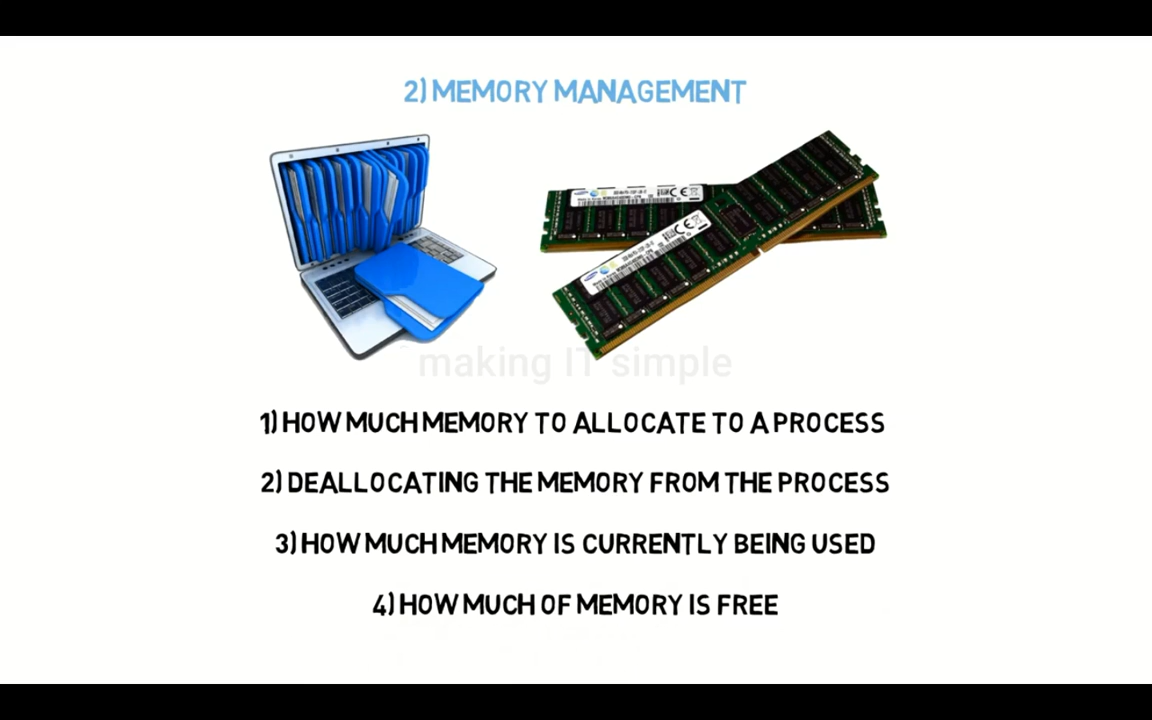 2) MEMORY MANAGEMENT
making IT simple
1) HOW MUCH MEMORY TO ALLOCATE TO A PROCESS
2) DEALLOCATING THE MEMORY FROM THE PROCESS
3) HOW MUCH MEMORY IS CURRENTLY BEING USED
4) HOW MUCH OF MEMORY IS FREE